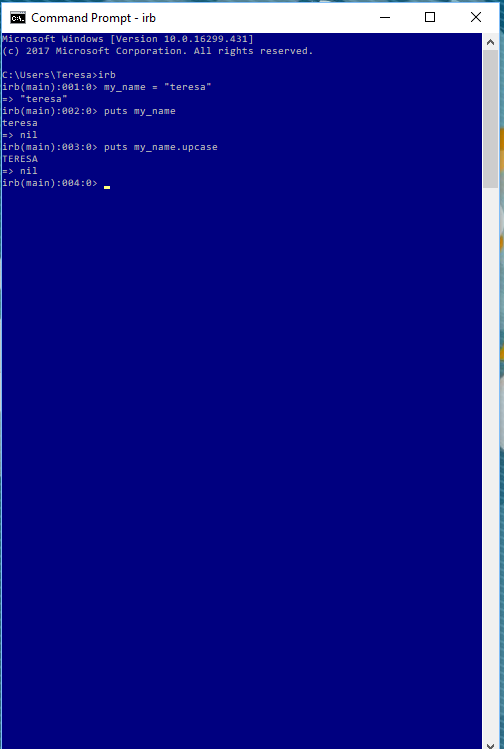 Command Prompt - irb
Microsoft Windows [Version 10.0.16299.431]
(c) 2017 Microsoft Corporation. All rights reserved.
C:\Users\Teresa>irb
irb(main):001:0> my_name = "teresa"
=> "teresa"
irb(main):002:0> puts my_name
teresa
=> nil
irb(main):003:0> puts my_name.upcase
TERESA
=> nil
irb(main):004:0>